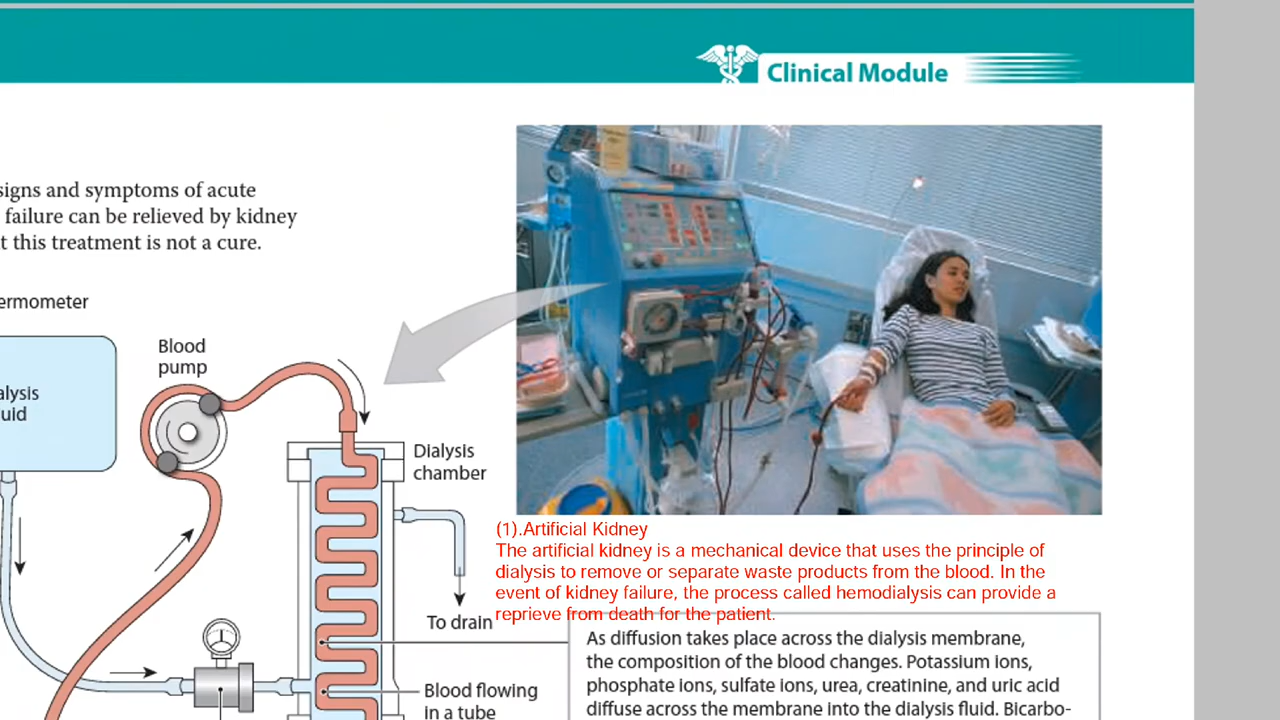 Clinical Module
signs and symptoms of acute
failure can be relieved by kidney
t this treatment is not a cure.
ermometer
Blood
pump
alysis
uid
Dialysis
chamber
(1).Artificial Kidney
The artificial kidney is a mechanical device that uses the principle of
dialysis to remove or separate waste products from the blood. In the
event of kidney failure, the process called hemodialysis can provide a
reprieve from death for the patient.
To drain
As diffusion takes place across the dialysis membrane,
the composition of the blood changes. Potassium ions,
phosphate ions, sulfate ions, urea, creatinine, and uric acid
diffuse across the membrane into the dialysis fluid. Bicarbo-
Blood flowing
in a tube